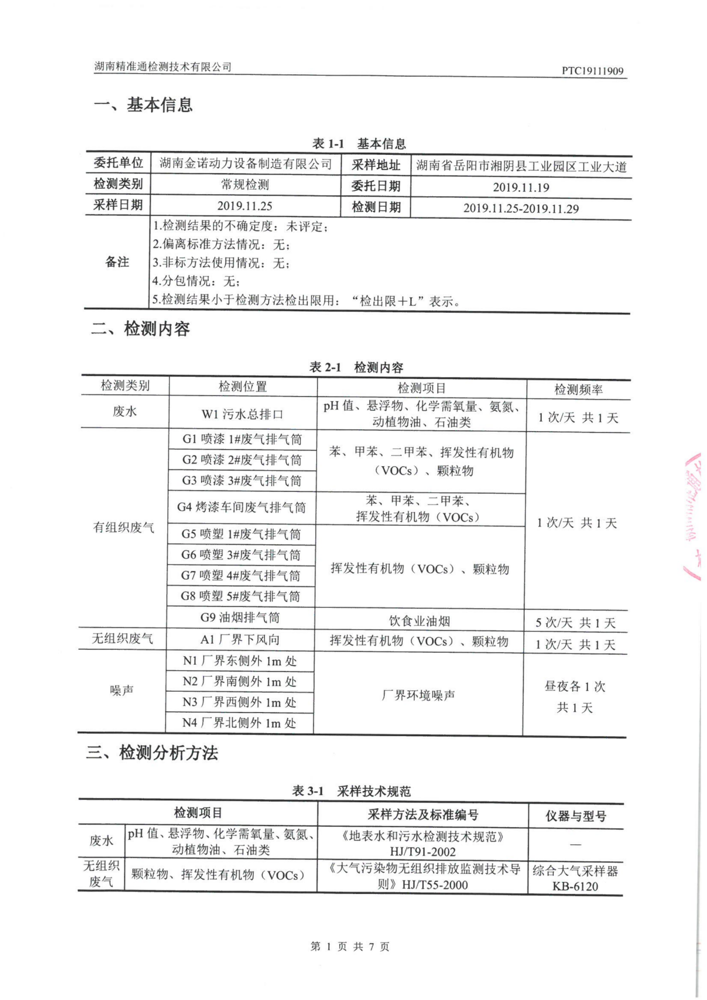 湖南精准通检测技术有限公司 PTC19111909
一、基本信息
表 1-1 基本信息
委托单位 湖南金诺动力设备制造有限公司 采样地址 湖南省岳阳市湘阴县工业园区工业大道
检测类别 常规检测 委托日期 2019.11.19
采样日期 2019.11.25 检测日期 2019.11.25-2019.11.29
备注
1.检测结果的不确定度：未评定；
2.偏离标准方法情况：无；
3.非标方法使用情况：无；
4.分包情况：无；
5.检测结果小于检测方法检出限用：“检出限＋L”表示。
二、检测内容
表 2-1 检测内容
检测类别 检测位置 检测项目 检测频率
废水 W1 污水总排口 pH 值、悬浮物、化学需氧量、氨氮、
动植物油、石油类 1 次/天 共 1 天
有组织废气
G1 喷漆 1#废气排气筒
G2 喷漆 2#废气排气筒
G3 喷漆 3#废气排气筒
苯、甲苯、二甲苯、挥发性有机物
（VOCs）、颗粒物
G4 烤漆车间废气排气筒
苯、甲苯、二甲苯、
挥发性有机物（VOCs）
1 次/天 共 1 天
G5 喷塑 1#废气排气筒
G6 喷塑 3#废气排气筒
G7 喷塑 4#废气排气筒
G8 喷塑 5#废气排气筒
挥发性有机物（VOCs）、颗粒物
G9 油烟排气筒 饮食业油烟 5 次/天 共 1 天
无组织废气 A1 厂界下风向 挥发性有机物（VOCs）、颗粒物 1 次/天 共 1 天
噪声
N1 厂界东侧外 1m 处
N2 厂界南侧外 1m 处
N3 厂界西侧外 1m 处
N4 厂界北侧外 1m 处
厂界环境噪声
昼夜各 1 次
共 1 天
三、检测分析方法
表 3-1 采样技术规范
检测项目 采样方法及标准编号 仪器与型号
废水
pH 值、悬浮物、化学需氧量、氨氮、
动植物油、石油类
《地表水和污水检测技术规范》
HJ/T91-2002
—
无组织
废气
颗粒物、挥发性有机物（VOCs）
《大气污染物无组织排放监测技术导
则》HJ/T55-2000
综合大气采样器
KB-6120
第 1 页 共 7 页